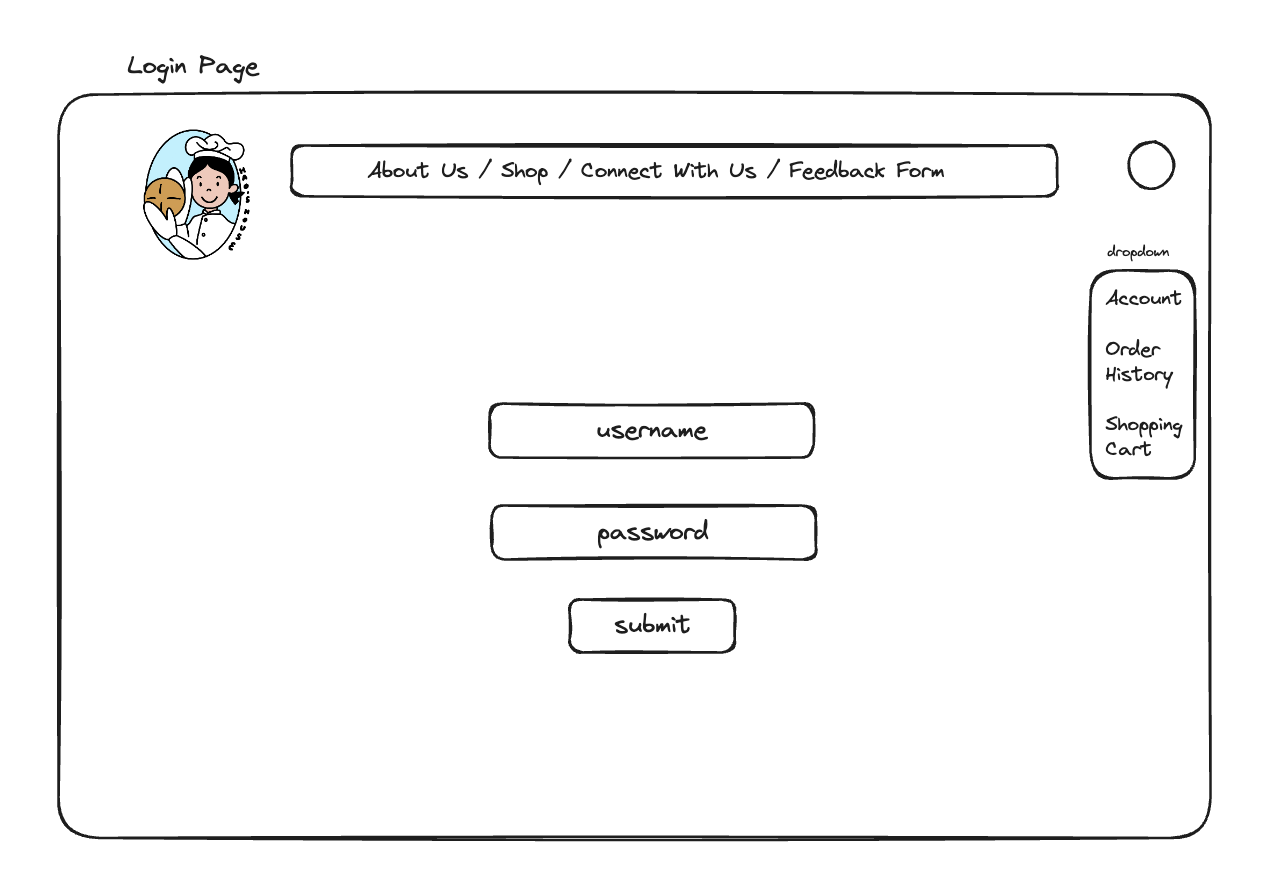 Login Page
About Us / Shop / Connect With Us / Feedback Form
dropdown
Account
Order
History
Shopping
Cart
username
password
submit